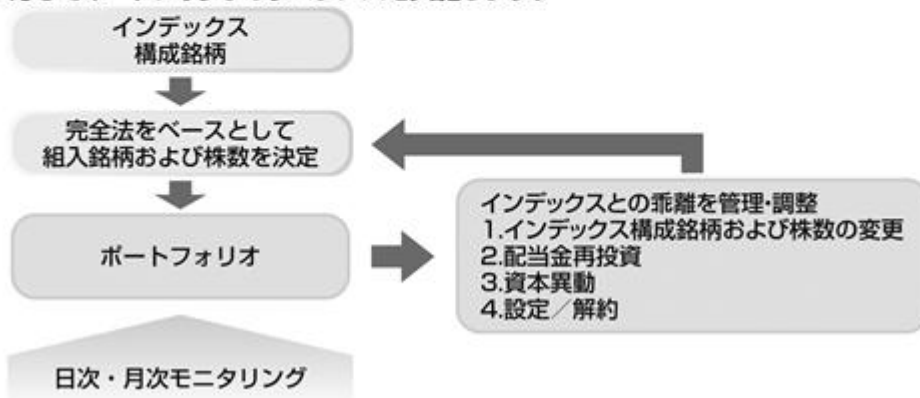 インデックス
構成銘柄
完全法をベースとして
組入銘柄および株数を決定
ポートフォリオ
インデックスとの乖離を管理・調整
1.インデックス構成銘柄および株数の変更
2.配当金再投資
3.資本異動
4.設定／解約
日次・月次モニタリング